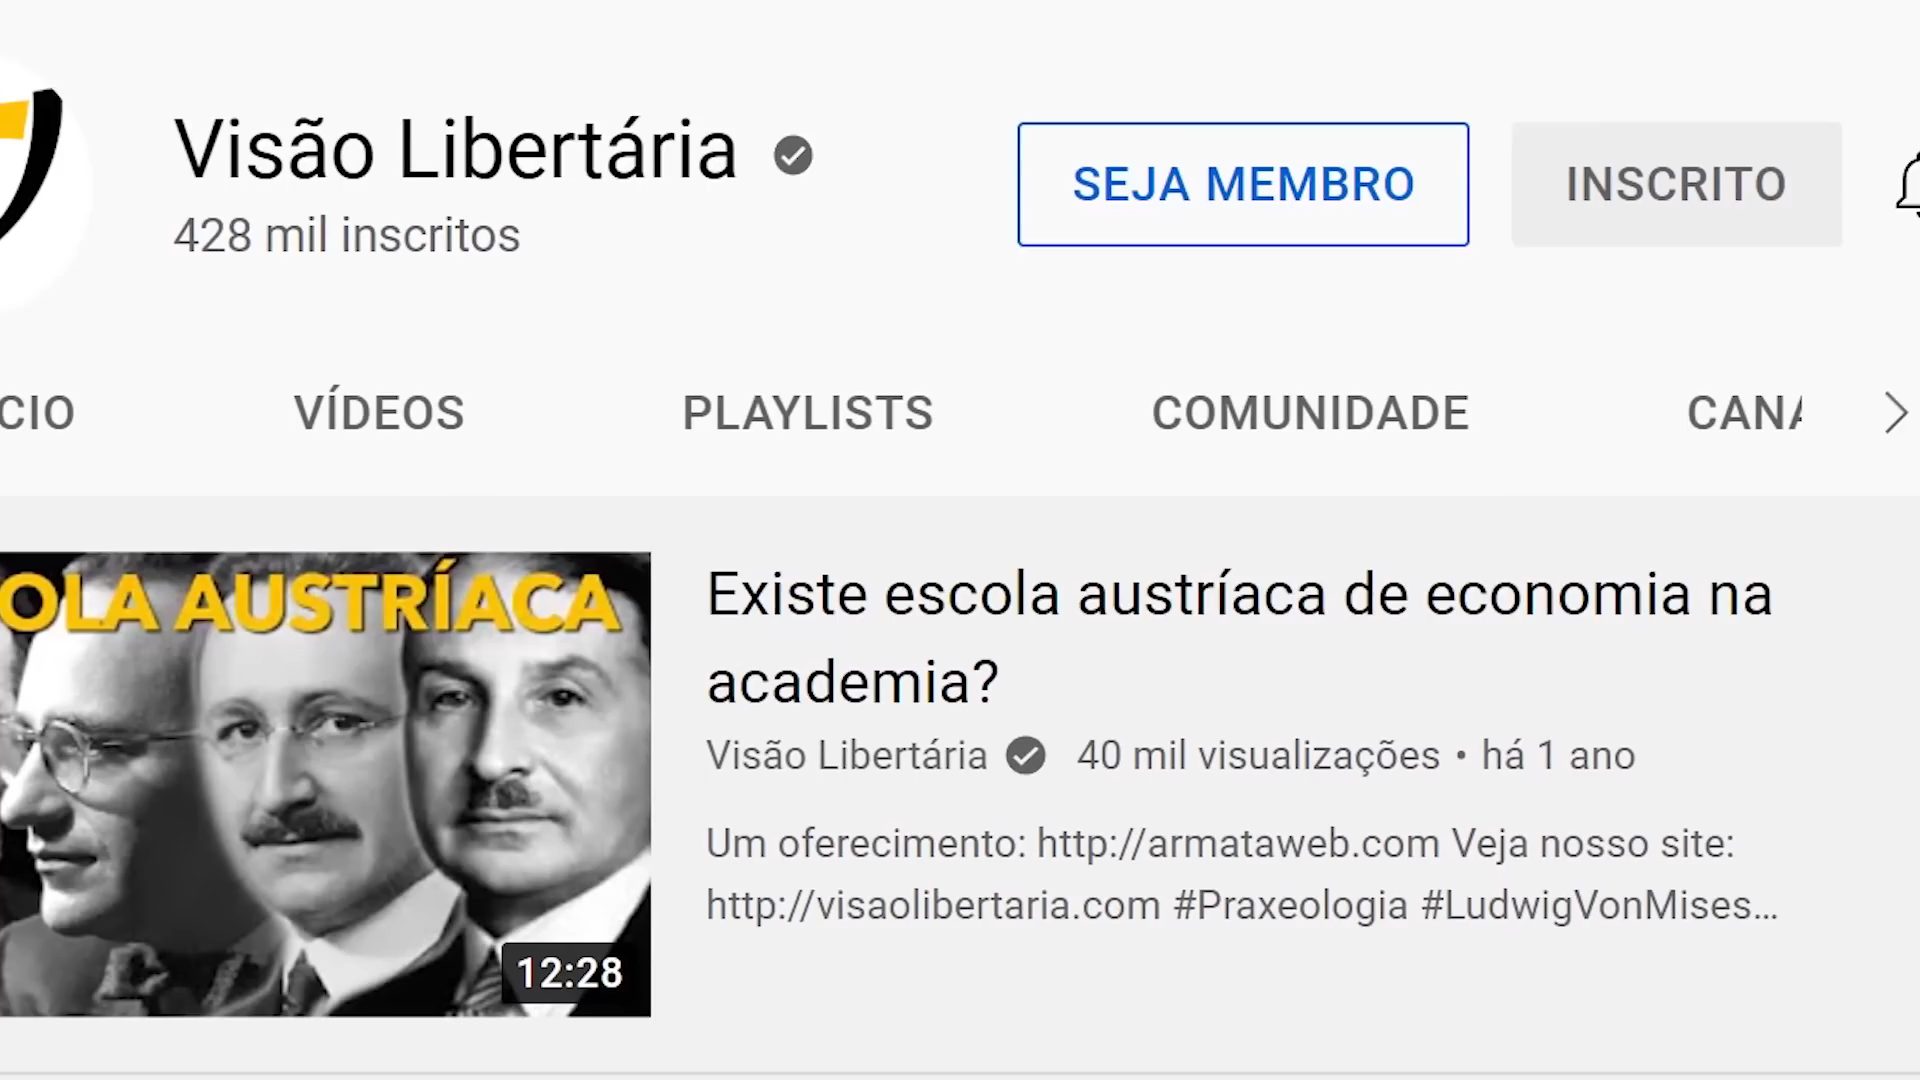 Visão Libertária
428 mil inscritos
SEJA MEMBRO
INSCRITO
CIO
VÍDEOS
PLAYLISTS
COMUNIDADE
CANA
OLA AUSTRÍACA
12:28
Existe escola austríaca de economia na
academia?
Visão Libertária 40 mil visualizações • há 1 ano
Um oferecimento: http://armataweb.com Veja nosso site:
http://visaolibertaria.com #Praxeologia #LudwigVonMises...